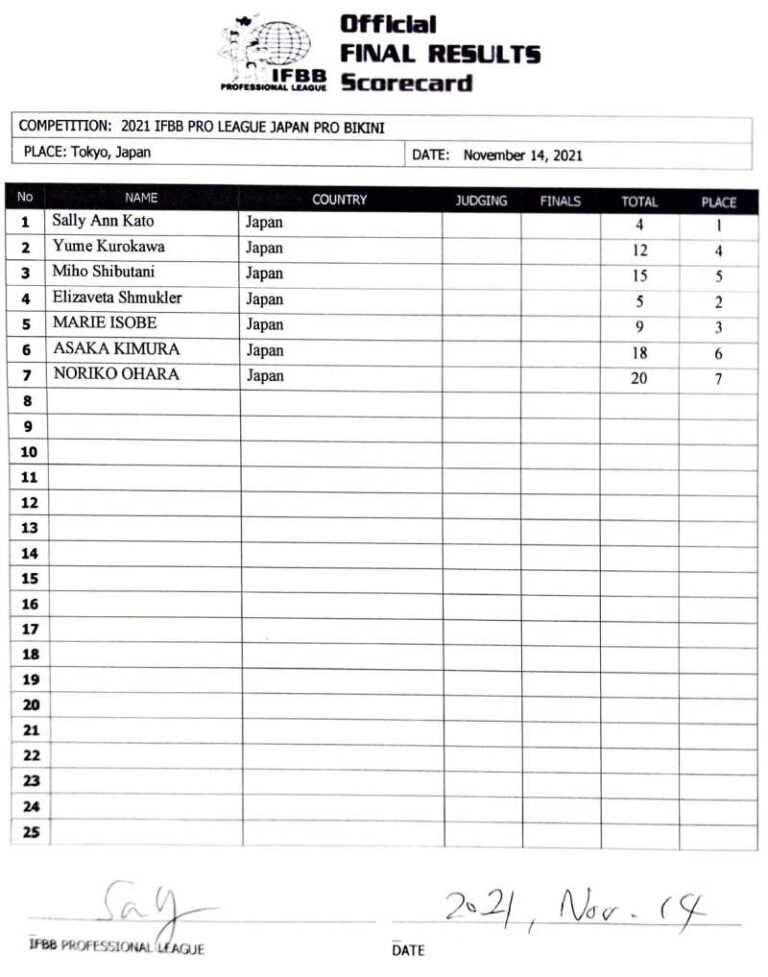 Official
FINAL RESULTS
Scorecard
IFBB
PROFESSIONAL LEAGUE
COMPETITION: 2021 IFBB PRO LEAGUE JAPAN PRO BIKINI
PLACE: Tokyo, Japan DATE: November 14, 2021
No NAME COUNTRY JUDGING FINALS TOTAL PLACE
1 Sally Ann Kato Japan 4 1
2 Yume Kurokawa Japan 12 4
3 Miho Shibutani Japan 15 5
4 Elizaveta Shmukler Japan 5 2
5 MARIE ISOBE Japan 9 3
6 ASAKA KIMURA Japan 18 6
7 NORIKO OHARA Japan 20 7
8
9
10
11
12
13
14
15
16
17
18
19
20
21
22
23
24
25
2021, Nov. 14
IFBB PROFESSIONAL LEAGUE DATE